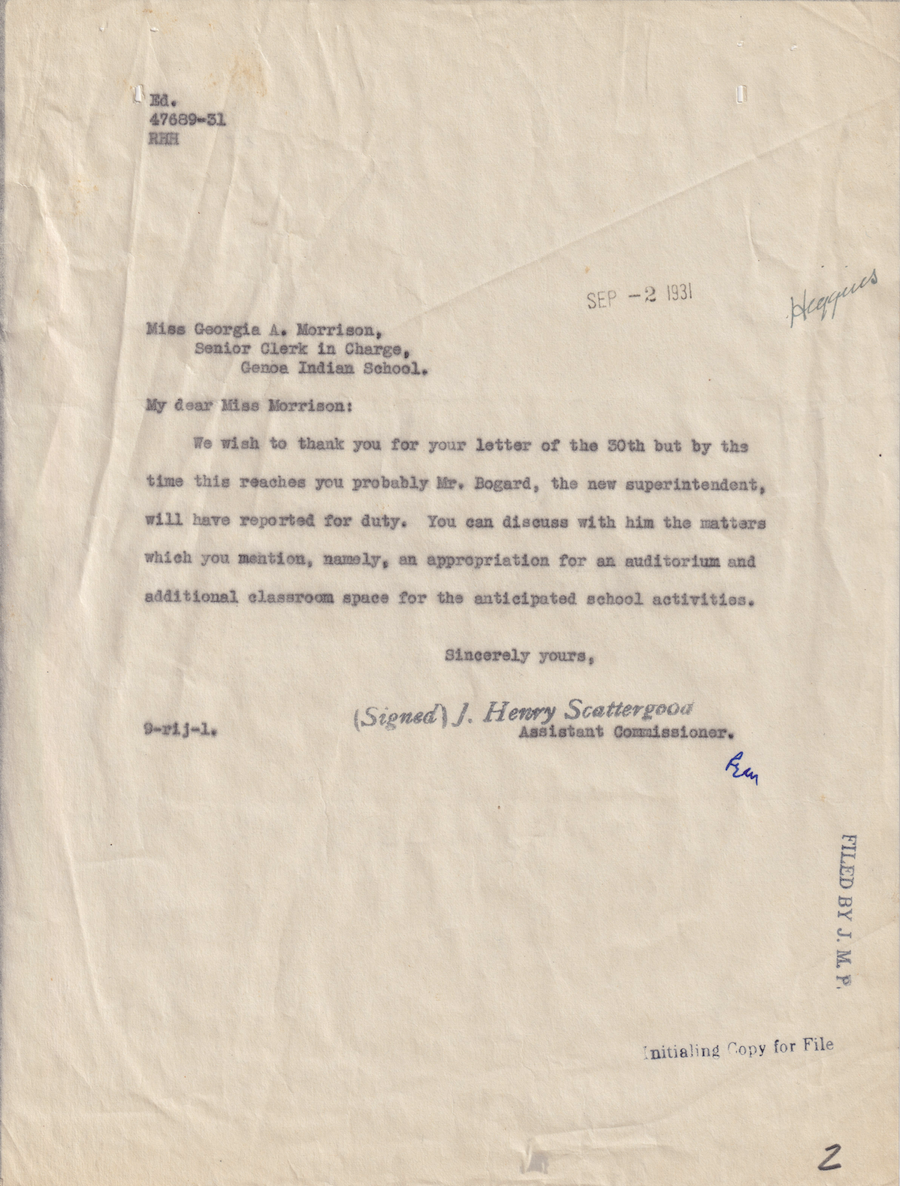 Ed.
47689-31
RHH
SEP -2 1931
Higgins
Miss Georgia A. Morrison,
Senior Clerk in Charge,
Genoa Indian School.
My dear Miss Morrison:
We wish to thank you for your letter of the 30th but by the
time this reaches you probably Mr. Bogard, the new superintendent,
will have reported for duty. You can discuss with him the matters
which you mention, namely, an appropriation for an auditorium and
additional classroom space for the anticipated school activities.
Sincerely yours,
(Signed) J. Henry Scattergood
9-rij-1.
Assistant Commissioner.
FILED BY J. M. P.
Initialing Copy for File
2